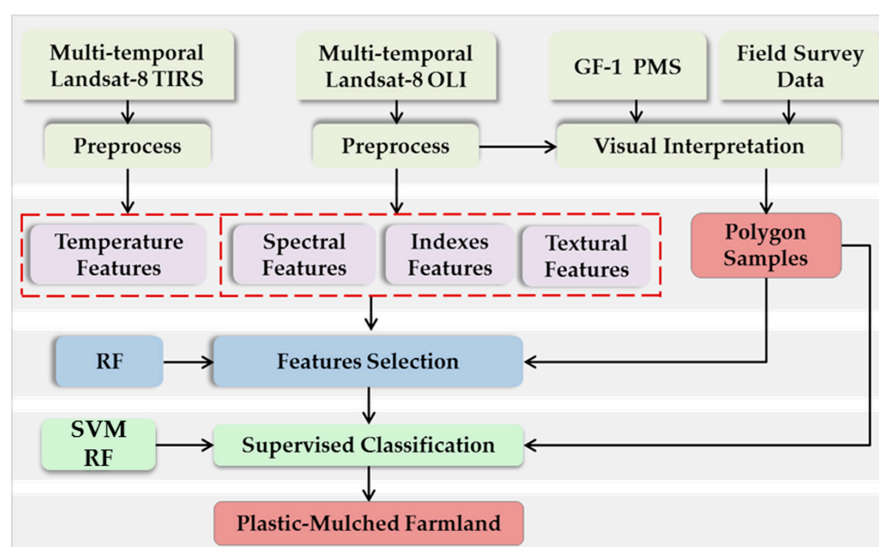 Multi-temporal
Landsat-8 TIRS
Multi-temporal
Landsat-8 OLI
GF-1 PMS
Field Survey
Data
Preprocess
Preprocess
Visual Interpretation
Temperature
Features
Spectral
Features
Indexes
Features
Textural
Features
Polygon
Samples
RF
Features Selection
SVM
RF
Supervised Classification
Plastic-Mulched Farmland